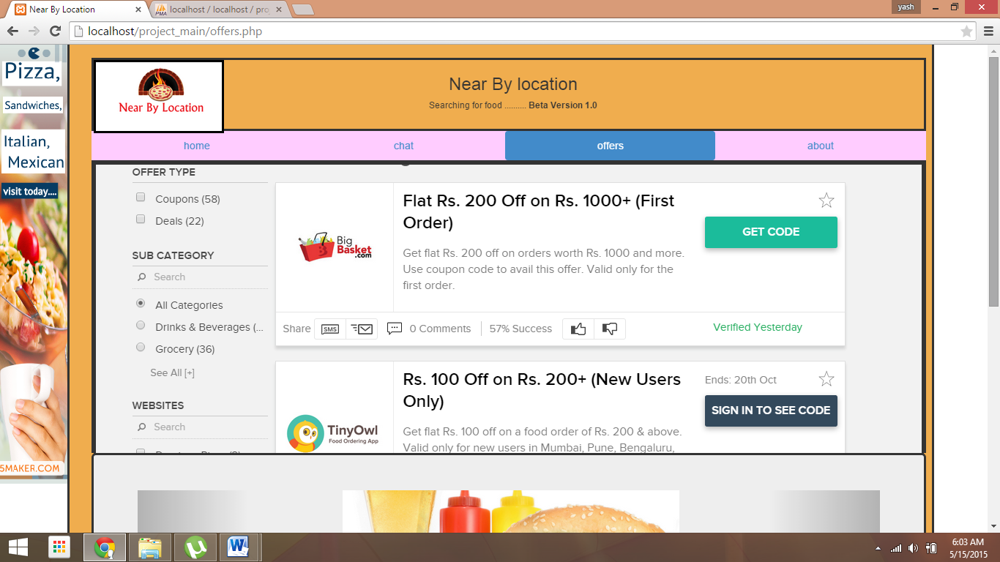 Near By Location
localhost / localhost / pro
yash
localhost/project_main/offers.php
Pizza,
Sandwiches,
Italian,
Mexican
visit today....
5MAKER.COM
Near By Location
Near By location
Searching for food .......... Beta Version 1.0
home
chat
offers
about
OFFER TYPE
Coupons (58)
Deals (22)
SUB CATEGORY
Search
All Categories
Drinks & Beverages (...
Grocery (36)
See All [+]
WEBSITES
Search
Big
Basket
.com
Flat Rs. 200 Off on Rs. 1000+ (First
Order)
Get flat Rs. 200 off on orders worth Rs. 1000 and more.
Use coupon code to avail this offer. Valid only for the
first order.
GET CODE
Share
SMS
0 Comments
57% Success
Verified Yesterday
TinyOwl
Food Ordering App
Rs. 100 Off on Rs. 200+ (New Users
Only)
Get flat Rs. 100 off on a food order of Rs. 200 & above.
Valid only for new users in Mumbai, Pune, Bengaluru,
Ends: 20th Oct
SIGN IN TO SEE CODE
6:03 AM
5/15/2015